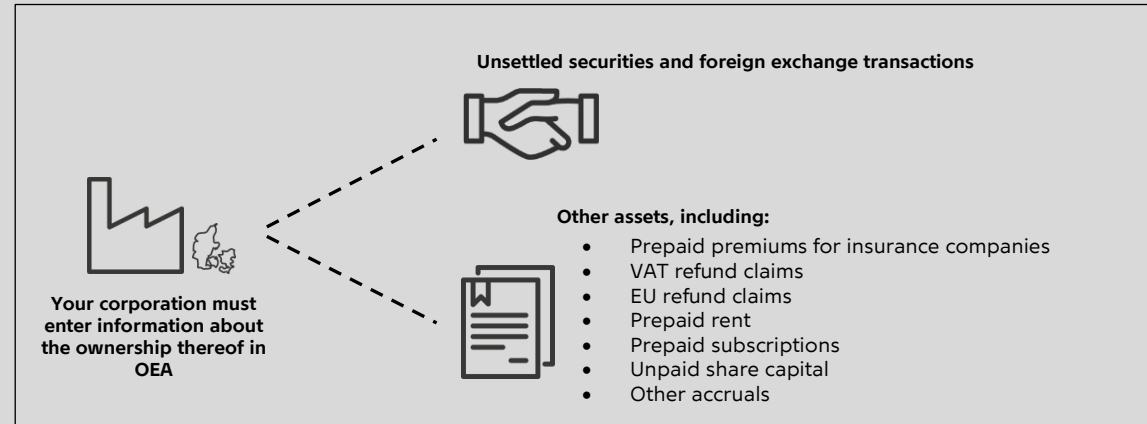 Unsettled securities and foreign exchange transactions
Your corporation must
enter information about
the ownership thereof in
OEA
Other assets, including:
• Prepaid premiums for insurance companies
• VAT refund claims
• EU refund claims
• Prepaid rent
• Prepaid subscriptions
• Unpaid share capital
• Other accruals